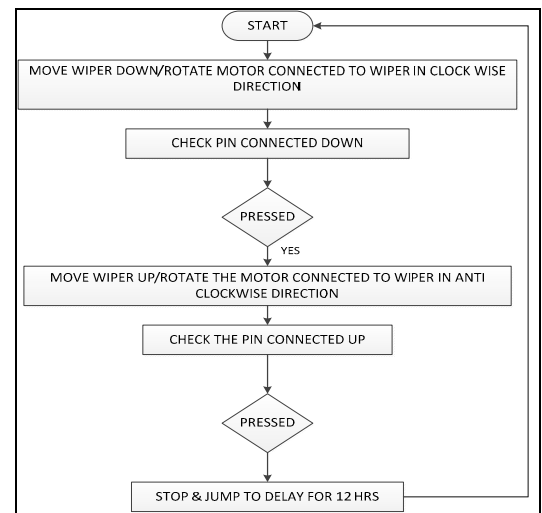 START
MOVE WIPER DOWN/ROTATE MOTOR CONNECTED TO WIPER IN CLOCK WISE
DIRECTION
CHECK PIN CONNECTED DOWN
PRESSED
YES
MOVE WIPER UP/ROTATE THE MOTOR CONNECTED TO WIPER IN ANTI
CLOCKWISE DIRECTION
CHECK THE PIN CONNECTED UP
PRESSED
STOP & JUMP TO DELAY FOR 12 HRS